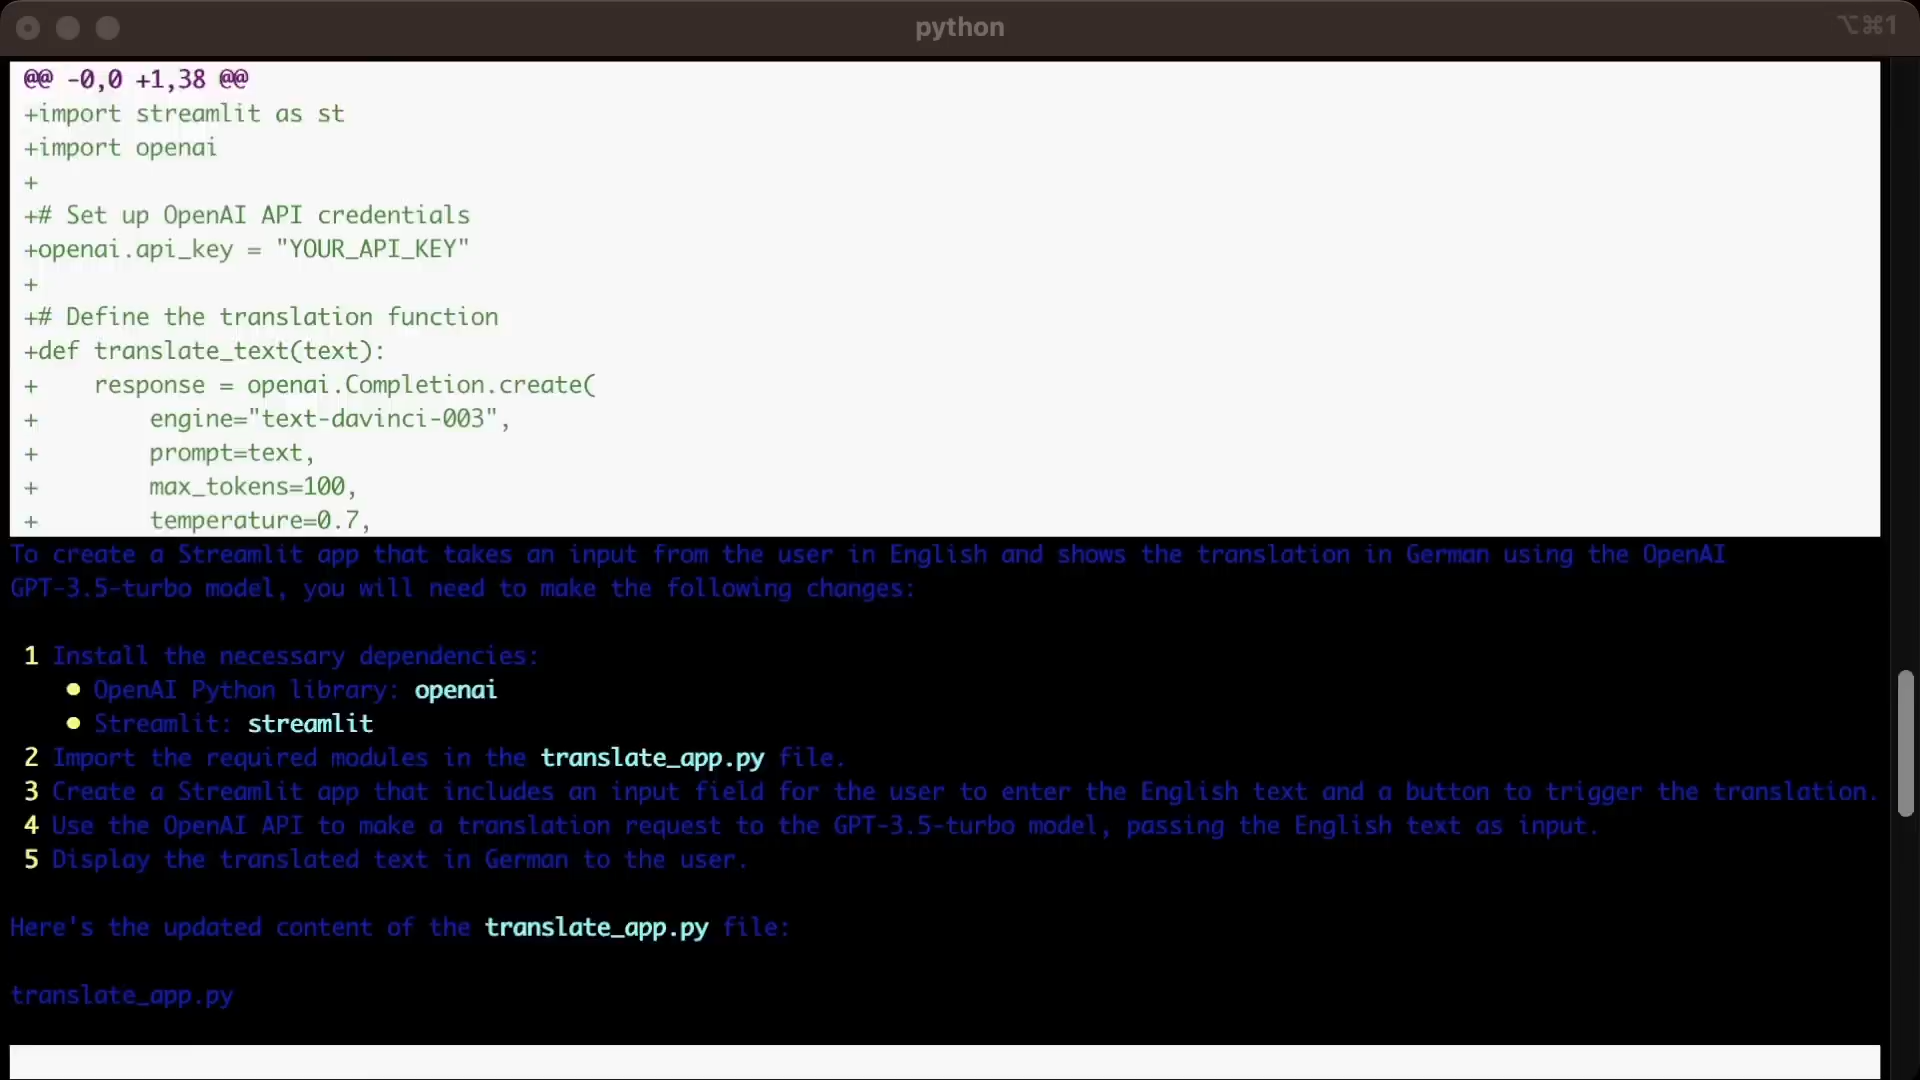 python
⌥⌘1
@@ -0,0 +1,38 @@
+import streamlit as st
+import openai
+
+# Set up OpenAI API credentials
+openai.api_key = "YOUR_API_KEY"
+
+# Define the translation function
+def translate_text(text):
+    response = openai.Completion.create(
+        engine="text-davinci-003",
+        prompt=text,
+        max_tokens=100,
+        temperature=0.7,
To create a Streamlit app that takes an input from the user in English and shows the translation in German using the OpenAI
GPT-3.5-turbo model, you will need to make the following changes:
1 Install the necessary dependencies:
• OpenAI Python library: openai
• Streamlit: streamlit
2 Import the required modules in the translate_app.py file.
3 Create a Streamlit app that includes an input field for the user to enter the English text and a button to trigger the translation.
4 Use the OpenAI API to make a translation request to the GPT-3.5-turbo model, passing the English text as input.
5 Display the translated text in German to the user.
Here's the updated content of the translate_app.py file:
translate_app.py